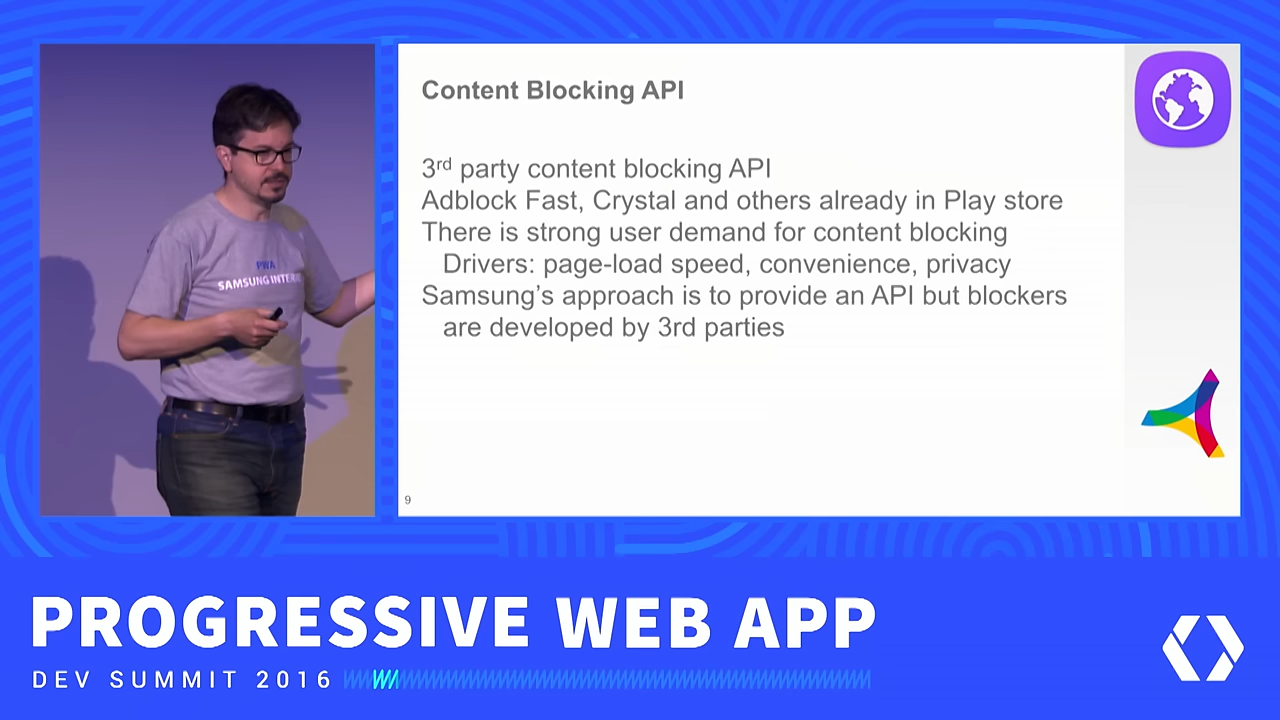 Content Blocking API
3rd party content blocking API
Adblock Fast, Crystal and others already in Play store
There is strong user demand for content blocking
Drivers: page-load speed, convenience, privacy
Samsung's approach is to provide an API but blockers
are developed by 3rd parties
9
PWA
SAMSUNG
PROGRESSIVE WEB APP
DEV SUMMIT 2016